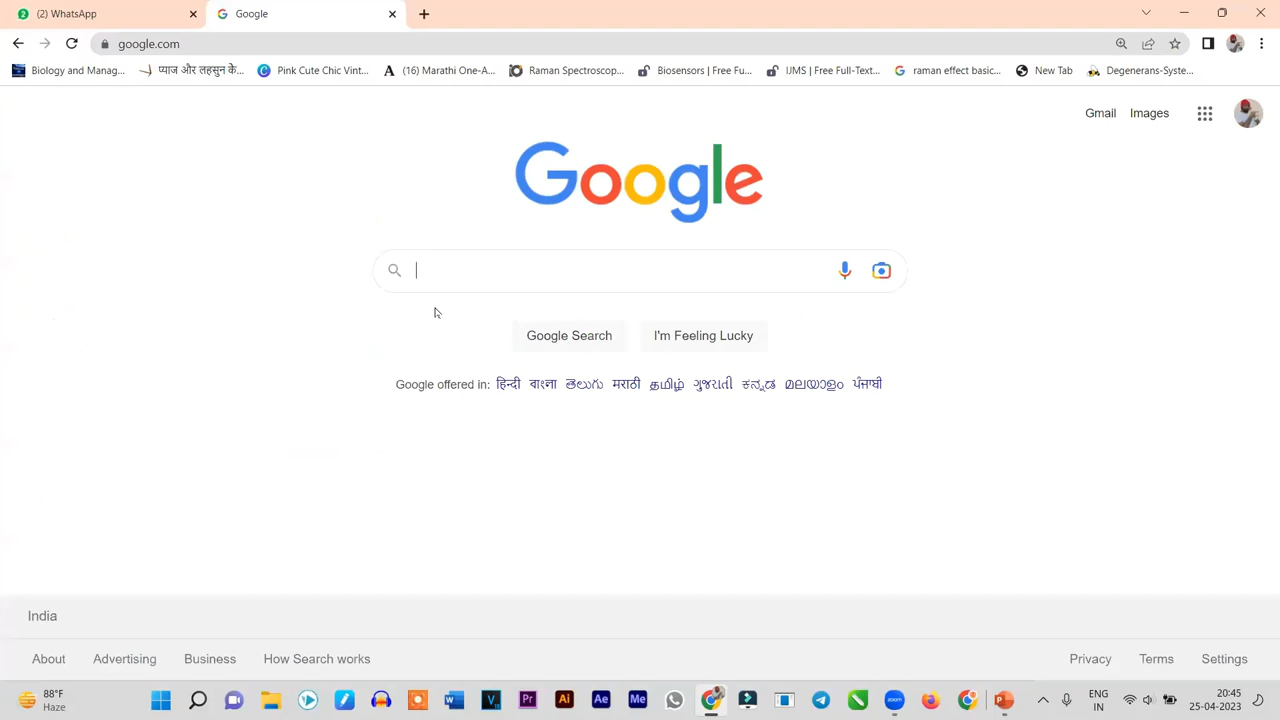 (2) WhatsApp
Google
google.com
Biology and Manag...
प्याज और लहसुन के...
Pink Cute Chic Vint...
(16) Marathi One-A...
Raman Spectroscop...
Biosensors | Free Fu...
IJMS | Free Full-Text...
raman effect basic...
New Tab
Degenerans-Syste...
Gmail Images
Google
Google Search I'm Feeling Lucky
Google offered in: हिन्दी বাংলা తెలుగు मराठी தமிழ் ગુજરાતી ಕನ್ನಡ മലയാളം ਪੰਜਾਬੀ
India
About Advertising Business How Search works Privacy Terms Settings
88°F
Haze
ENG
IN
20:45
25-04-2023